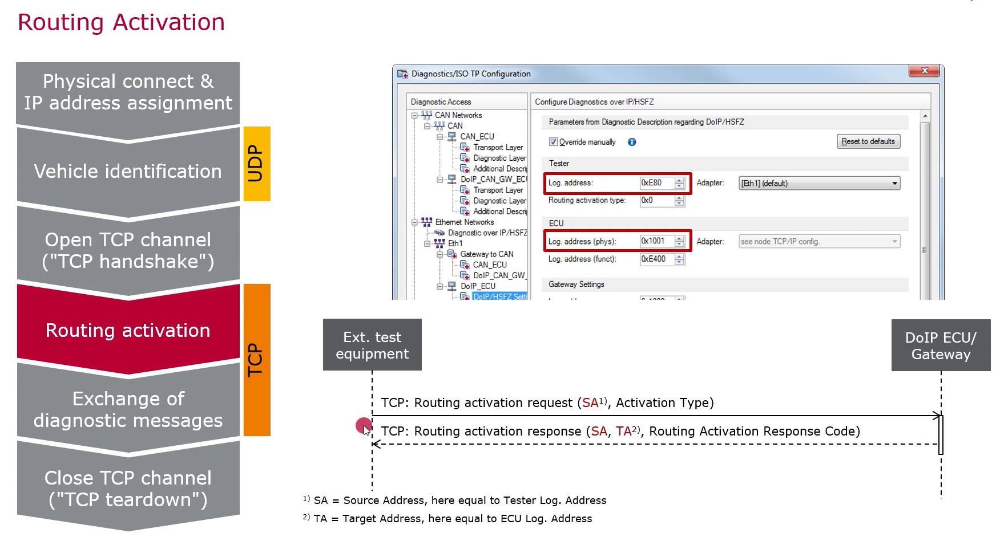 Routing Activation
Physical connect &
IP address assignment
Vehicle identification
UDP
Open TCP channel
("TCP handshake")
Routing activation
TCP
Exchange of
diagnostic messages
Close TCP channel
("TCP teardown")
Diagnostics/ISO TP Configuration
Diagnostic Access
CAN Networks
CAN
CAN_ECU
Transport Layer
Diagnostic Layer
Additional Descri
DoIP_CAN_GW_ECU
Transport Layer
Diagnostic Layer
Additional Descri
Ethernet Networks
Diagnostic over IP/HSFZ
Eth1
Gateway to CAN
CAN_ECU
DoIP_CAN_GW_
DoIP_ECU
DoIP/HSFZ Setti
Configure Diagnostics over IP/HSFZ
Parameters from Diagnostic Description regarding DoIP/HSFZ
Override manually
Reset to defaults
Tester
Log. address: 0xE80 Adapter: [Eth1] (default)
Routing activation type: 0x0
ECU
Log. address (phys): 0x1001 Adapter: see node TCP/IP config.
Log. address (funct): 0xE400
Gateway Settings
Ext. test
equipment
DoIP ECU/
Gateway
TCP: Routing activation request (SA1), Activation Type)
TCP: Routing activation response (SA, TA2), Routing Activation Response Code)
1) SA = Source Address, here equal to Tester Log. Address
2) TA = Target Address, here equal to ECU Log. Address